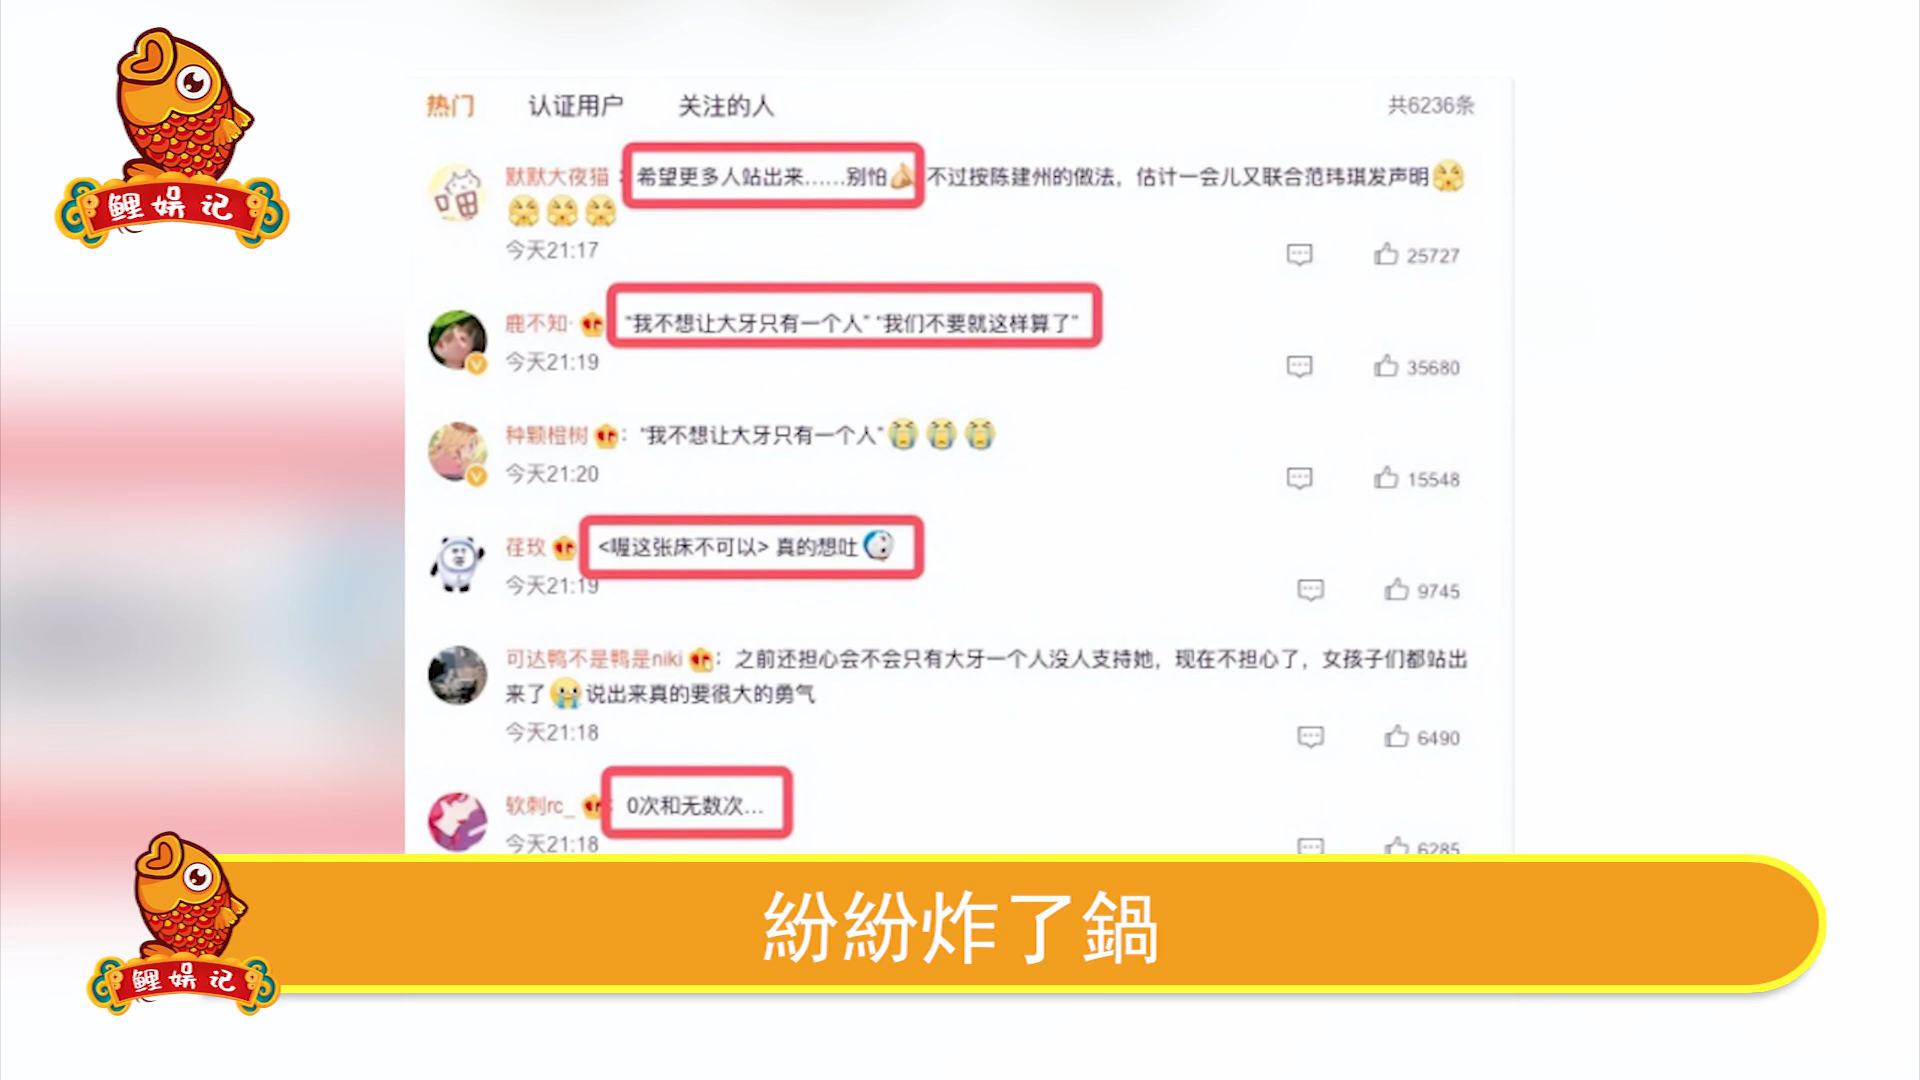 鲤娱记
热门 认证用户 关注的人 共6236条
默默大夜猫：希望更多人站出来……别怕 不过按陈建州的做法，估计一会儿又联合范玮琪发声明
今天21:17 25727
鹿不知· “我不想让大牙只有一个人” “我们不要就这样算了”
今天21:19 35680
种颗橙树：“我不想让大牙只有一个人”
今天21:20 15548
荏玫 <喔这张床不可以> 真的想吐
今天21:19 9745
可达鸭不是鸭是niki：之前还担心会不会只有大牙一个人没人支持她，现在不担心了，女孩子们都站出
来了 说出来真的要很大的勇气
今天21:18 6490
软刺rc_：0次和无数次...
今天21:18 6285
紛紛炸了鍋
鲤娱记